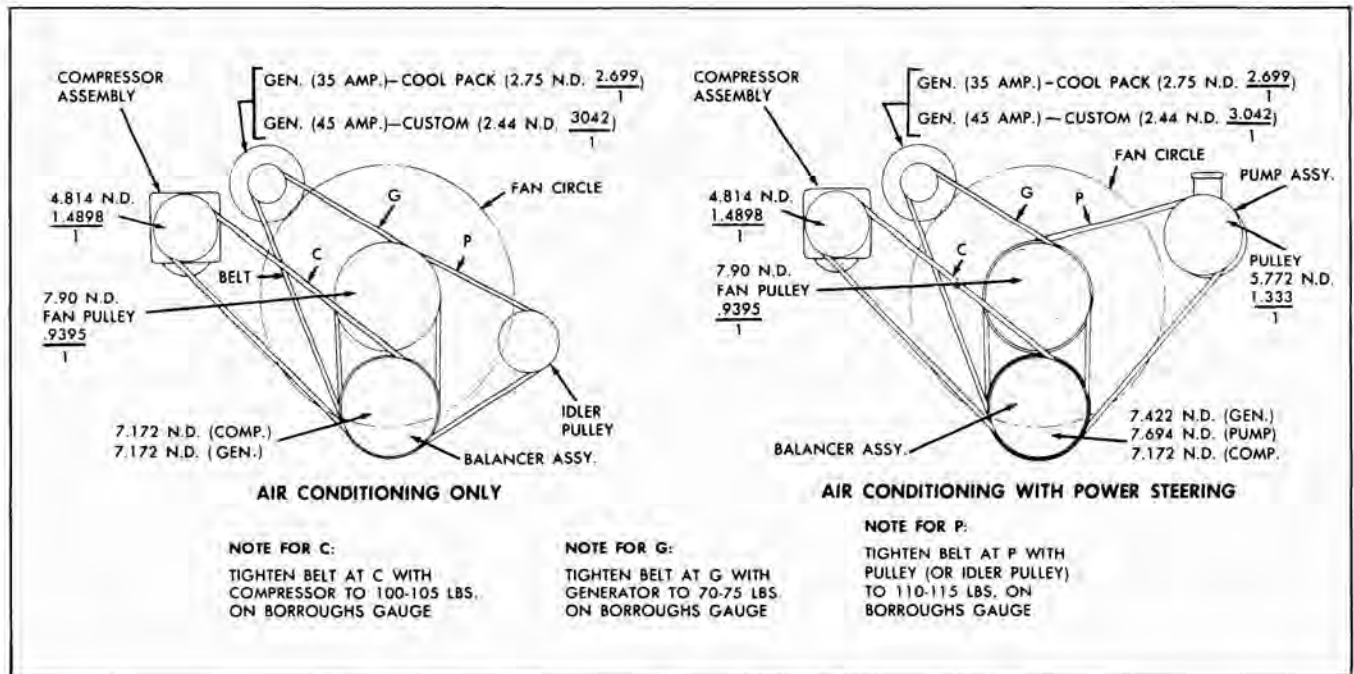 COMPRESSOR
ASSEMBLY
GEN. (35 AMP.)—COOL PACK (2.75 N.D. 2.699)
1
GEN. (45 AMP.)—CUSTOM (2.44 N.D. 3042)
1
FAN CIRCLE
4.814 N.D.
1.4898
1
G
P
C
BELT
7.90 N.D.
FAN PULLEY
.9395
1
IDLER
PULLEY
7.172 N.D. (COMP.)
7.172 N.D. (GEN.)
BALANCER ASSY.
AIR CONDITIONING ONLY
COMPRESSOR
ASSEMBLY
GEN. (35 AMP.)-COOL PACK (2.75 N.D. 2.699)
1
GEN. (45 AMP.)—CUSTOM (2.44 N.D. 3.042)
1
FAN CIRCLE
PUMP ASSY.
4.814 N.D.
1.4898
1
G
P
C
PULLEY
5.772 N.D.
1.333
1
7.90 N.D.
FAN PULLEY
.9395
1
BALANCER ASSY.
7.422 N.D. (GEN.)
7.694 N.D. (PUMP)
7.172 N.D. (COMP.
AIR CONDITIONING WITH POWER STEERING
NOTE FOR C:
TIGHTEN BELT AT C WITH
COMPRESSOR TO 100-105 LBS.
ON BORROUGHS GAUGE
NOTE FOR G:
TIGHTEN BELT AT G WITH
GENERATOR TO 70-75 LBS.
ON BORROUGHS GAUGE
NOTE FOR P:
TIGHTEN BELT AT P WITH
PULLEY (OR IDLER PULLEY)
TO 110-115 LBS. ON
BORROUGHS GAUGE